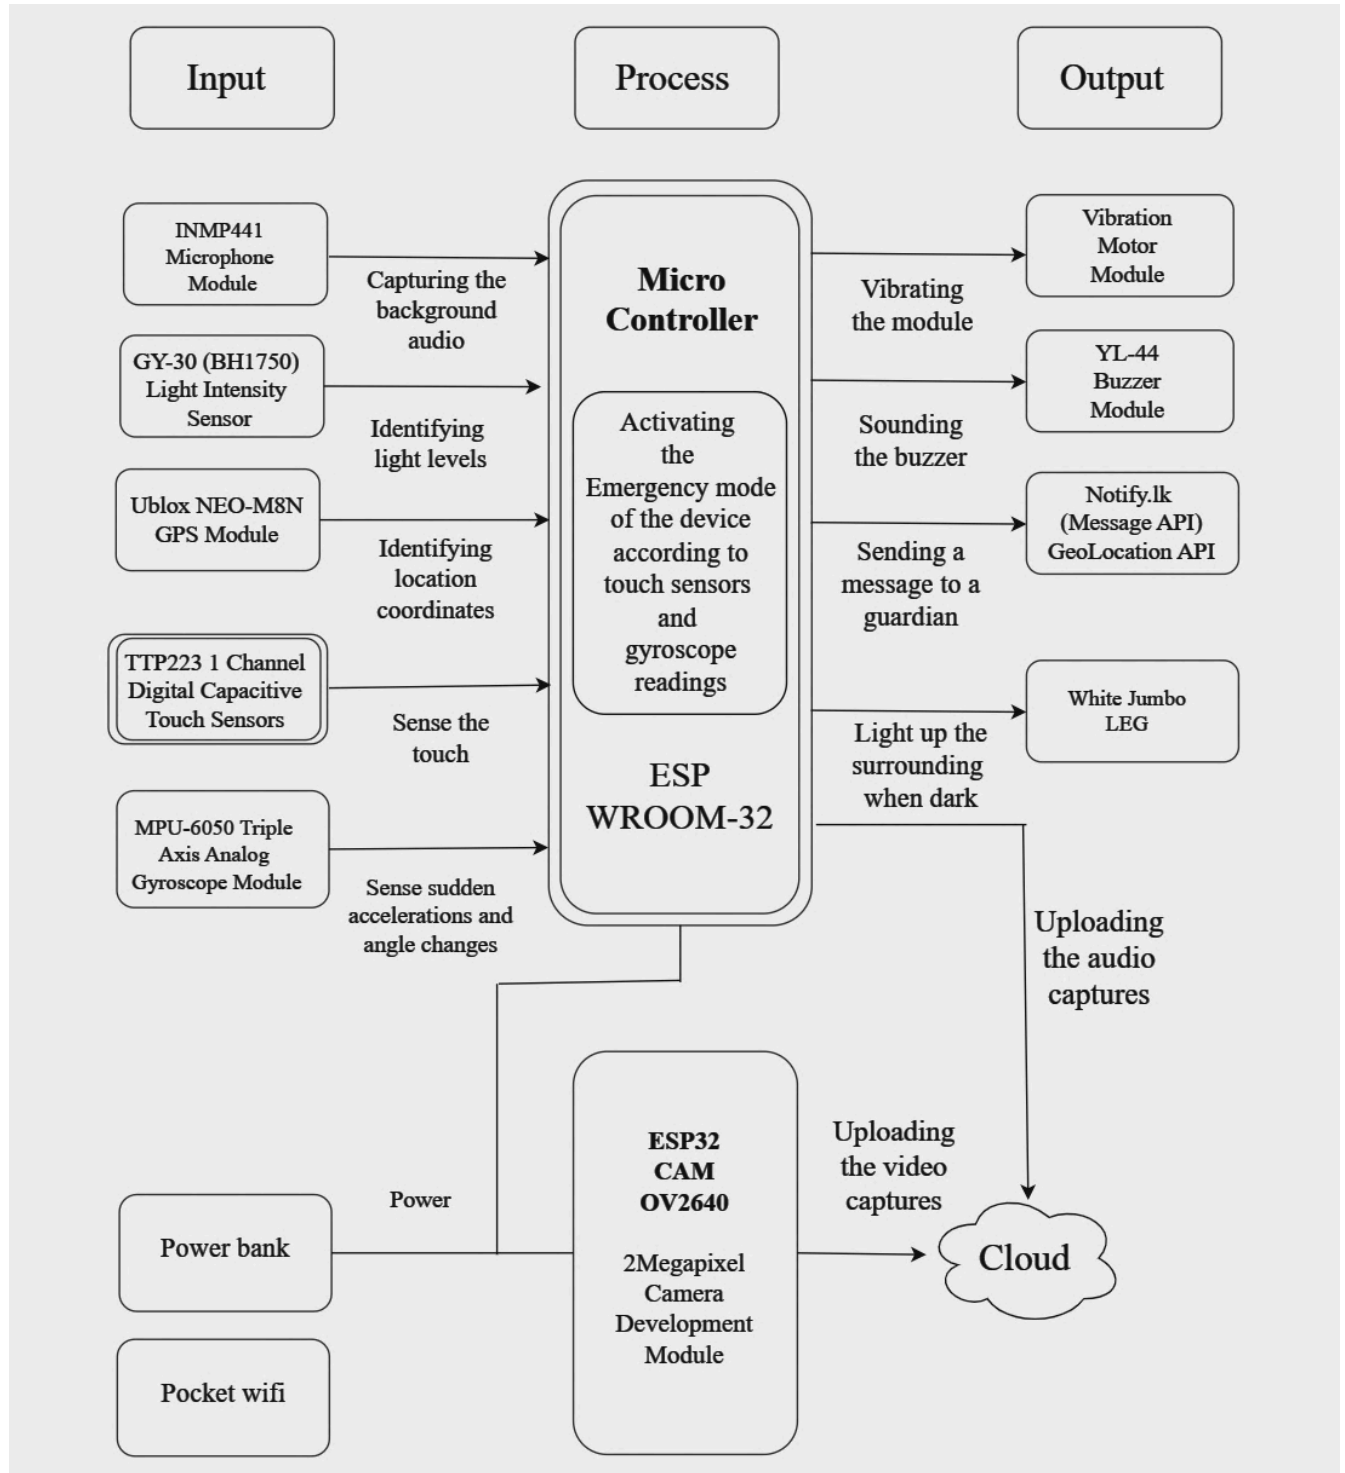 Input
Process
Output
INMP441
Microphone
Module
Capturing the
background
audio
GY-30 (BH1750)
Light Intensity
Sensor
Identifying
light levels
Ublox NEO-M8N
GPS Module
Identifying
location
coordinates
TTP223 1 Channel
Digital Capacitive
Touch Sensors
Sense the
touch
MPU-6050 Triple
Axis Analog
Gyroscope Module
Sense sudden
accelerations and
angle changes
Micro
Controller
Activating
the
Emergency mode
of the device
according to
touch sensors
and
gyroscope
readings
ESP
WROOM-32
Vibrating
the module
Vibration
Motor
Module
Sounding
the buzzer
YL-44
Buzzer
Module
Sending a
message to a
guardian
Notify.lk
(Message API)
GeoLocation API
Light up the
surrounding
when dark
White Jumbo
LEG
Uploading
the audio
captures
Power bank
Power
Pocket wifi
ESP32
CAM
OV2640
2Megapixel
Camera
Development
Module
Uploading
the video
captures
Cloud